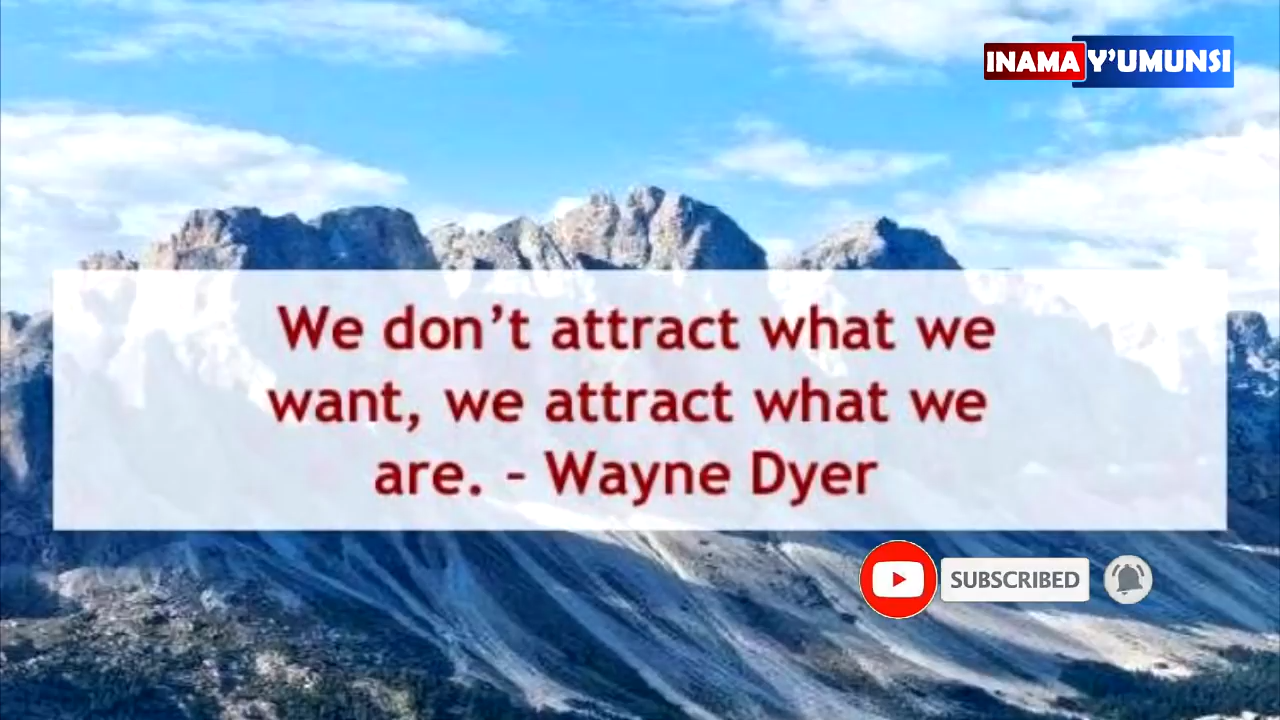 INAMA Y'UMUNSI
We don’t attract what we
want, we attract what we
are. – Wayne Dyer
SUBSCRIBED